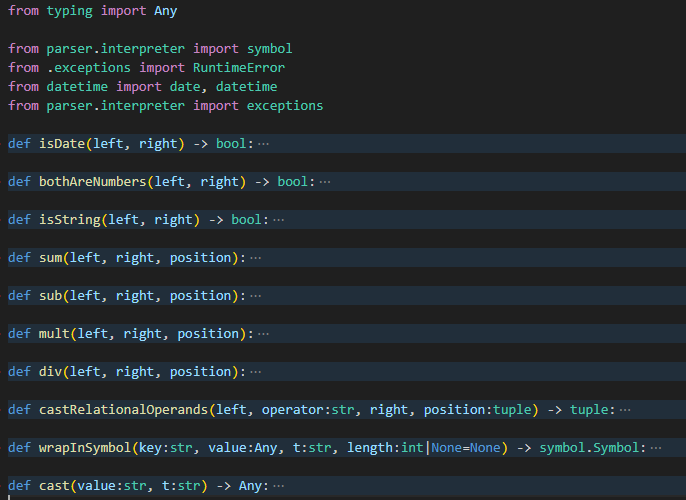 from typing import Any
from parser.interpreter import symbol
from .exceptions import RuntimeError
from datetime import date, datetime
from parser.interpreter import exceptions
def isDate(left, right) -> bool:···
def bothAreNumbers(left, right) -> bool:···
def isString(left, right) -> bool:···
def sum(left, right, position):···
def sub(left, right, position):···
def mult(left, right, position):···
def div(left, right, position):···
def castRelationalOperands(left, operator:str, right, position:tuple) -> tuple:···
def wrapInSymbol(key:str, value:Any, t:str, length:int|None=None) -> symbol.Symbol:···
def cast(value:str, t:str) -> Any:···